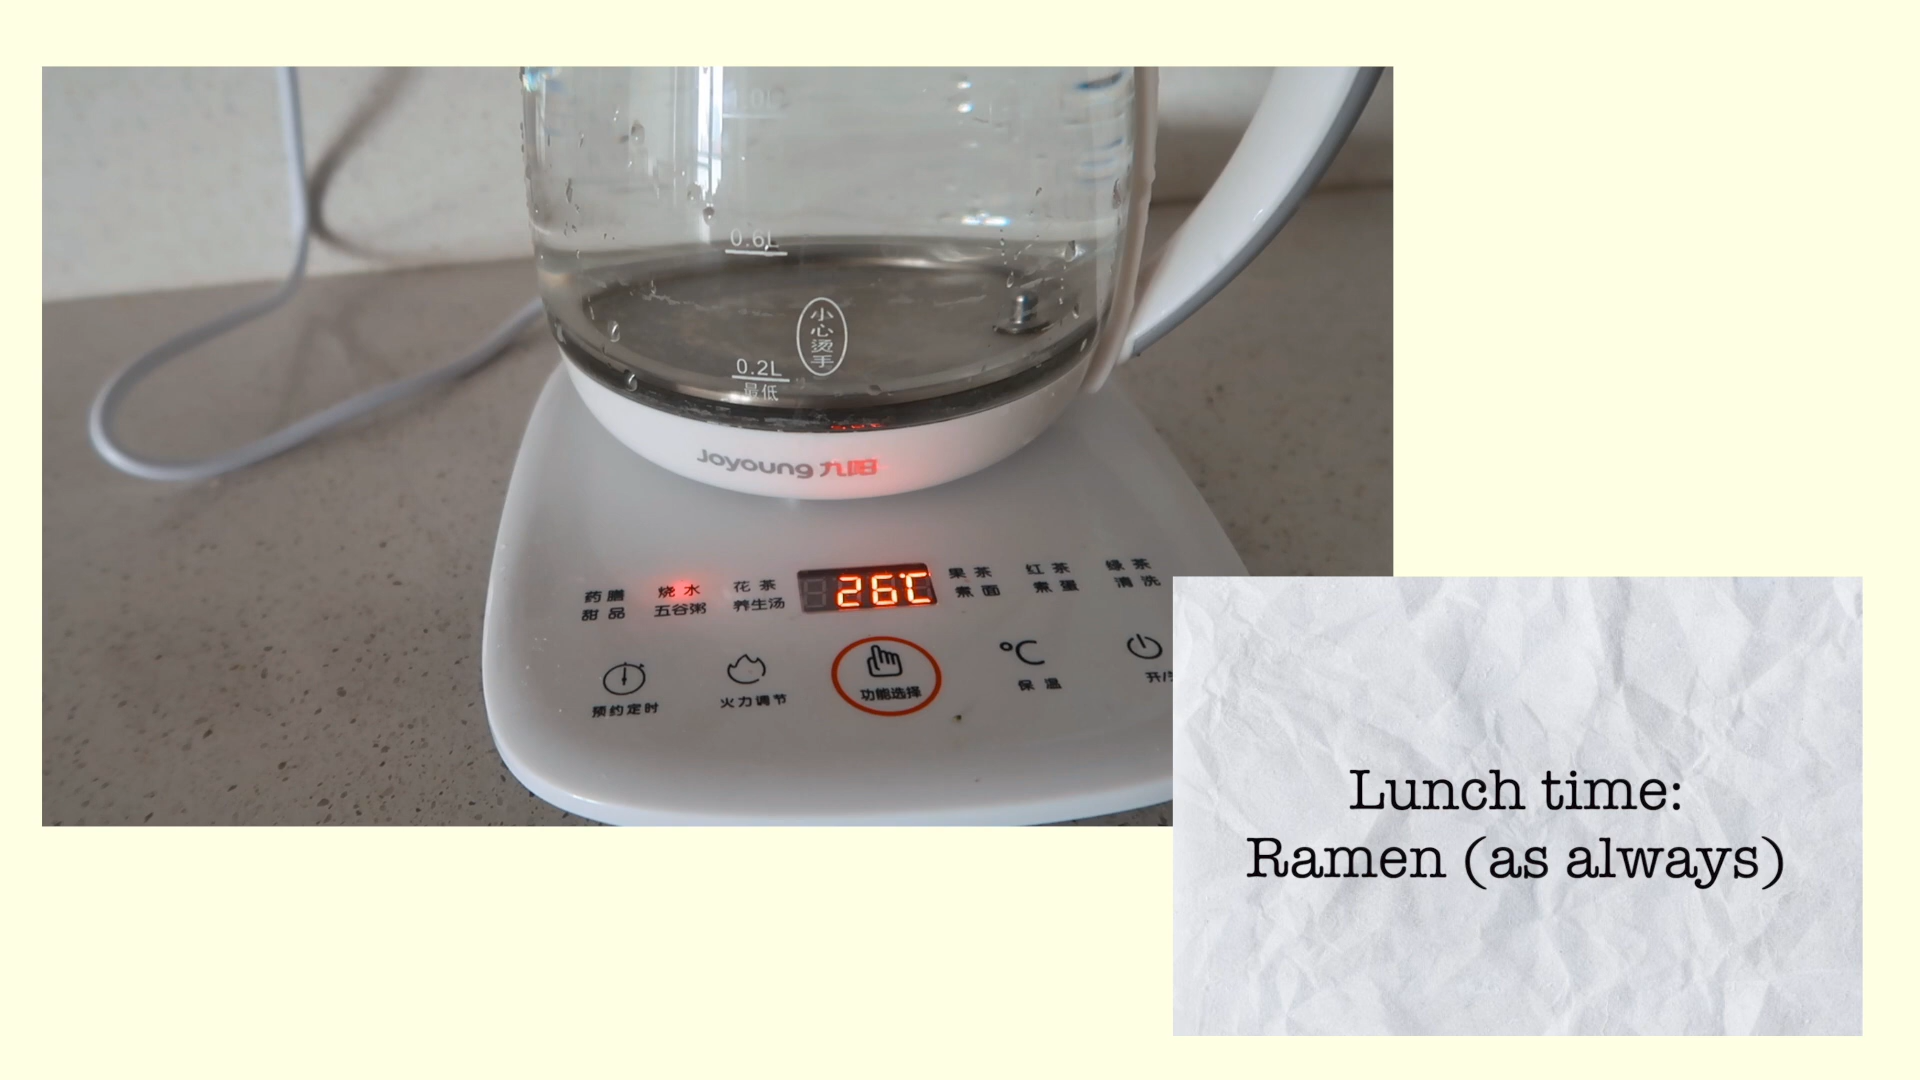 1.0L
0.6L
小心烫手
0.2L
最低
Joyoung 九阳
药膳 烧水 花茶 26℃ 果茶 红茶 绿茶
甜品 五谷粥 养生汤 煮面 煮蛋 清洗
预约定时 火力调节 功能选择 ℃ 保温
Lunch time:
Ramen (as always)